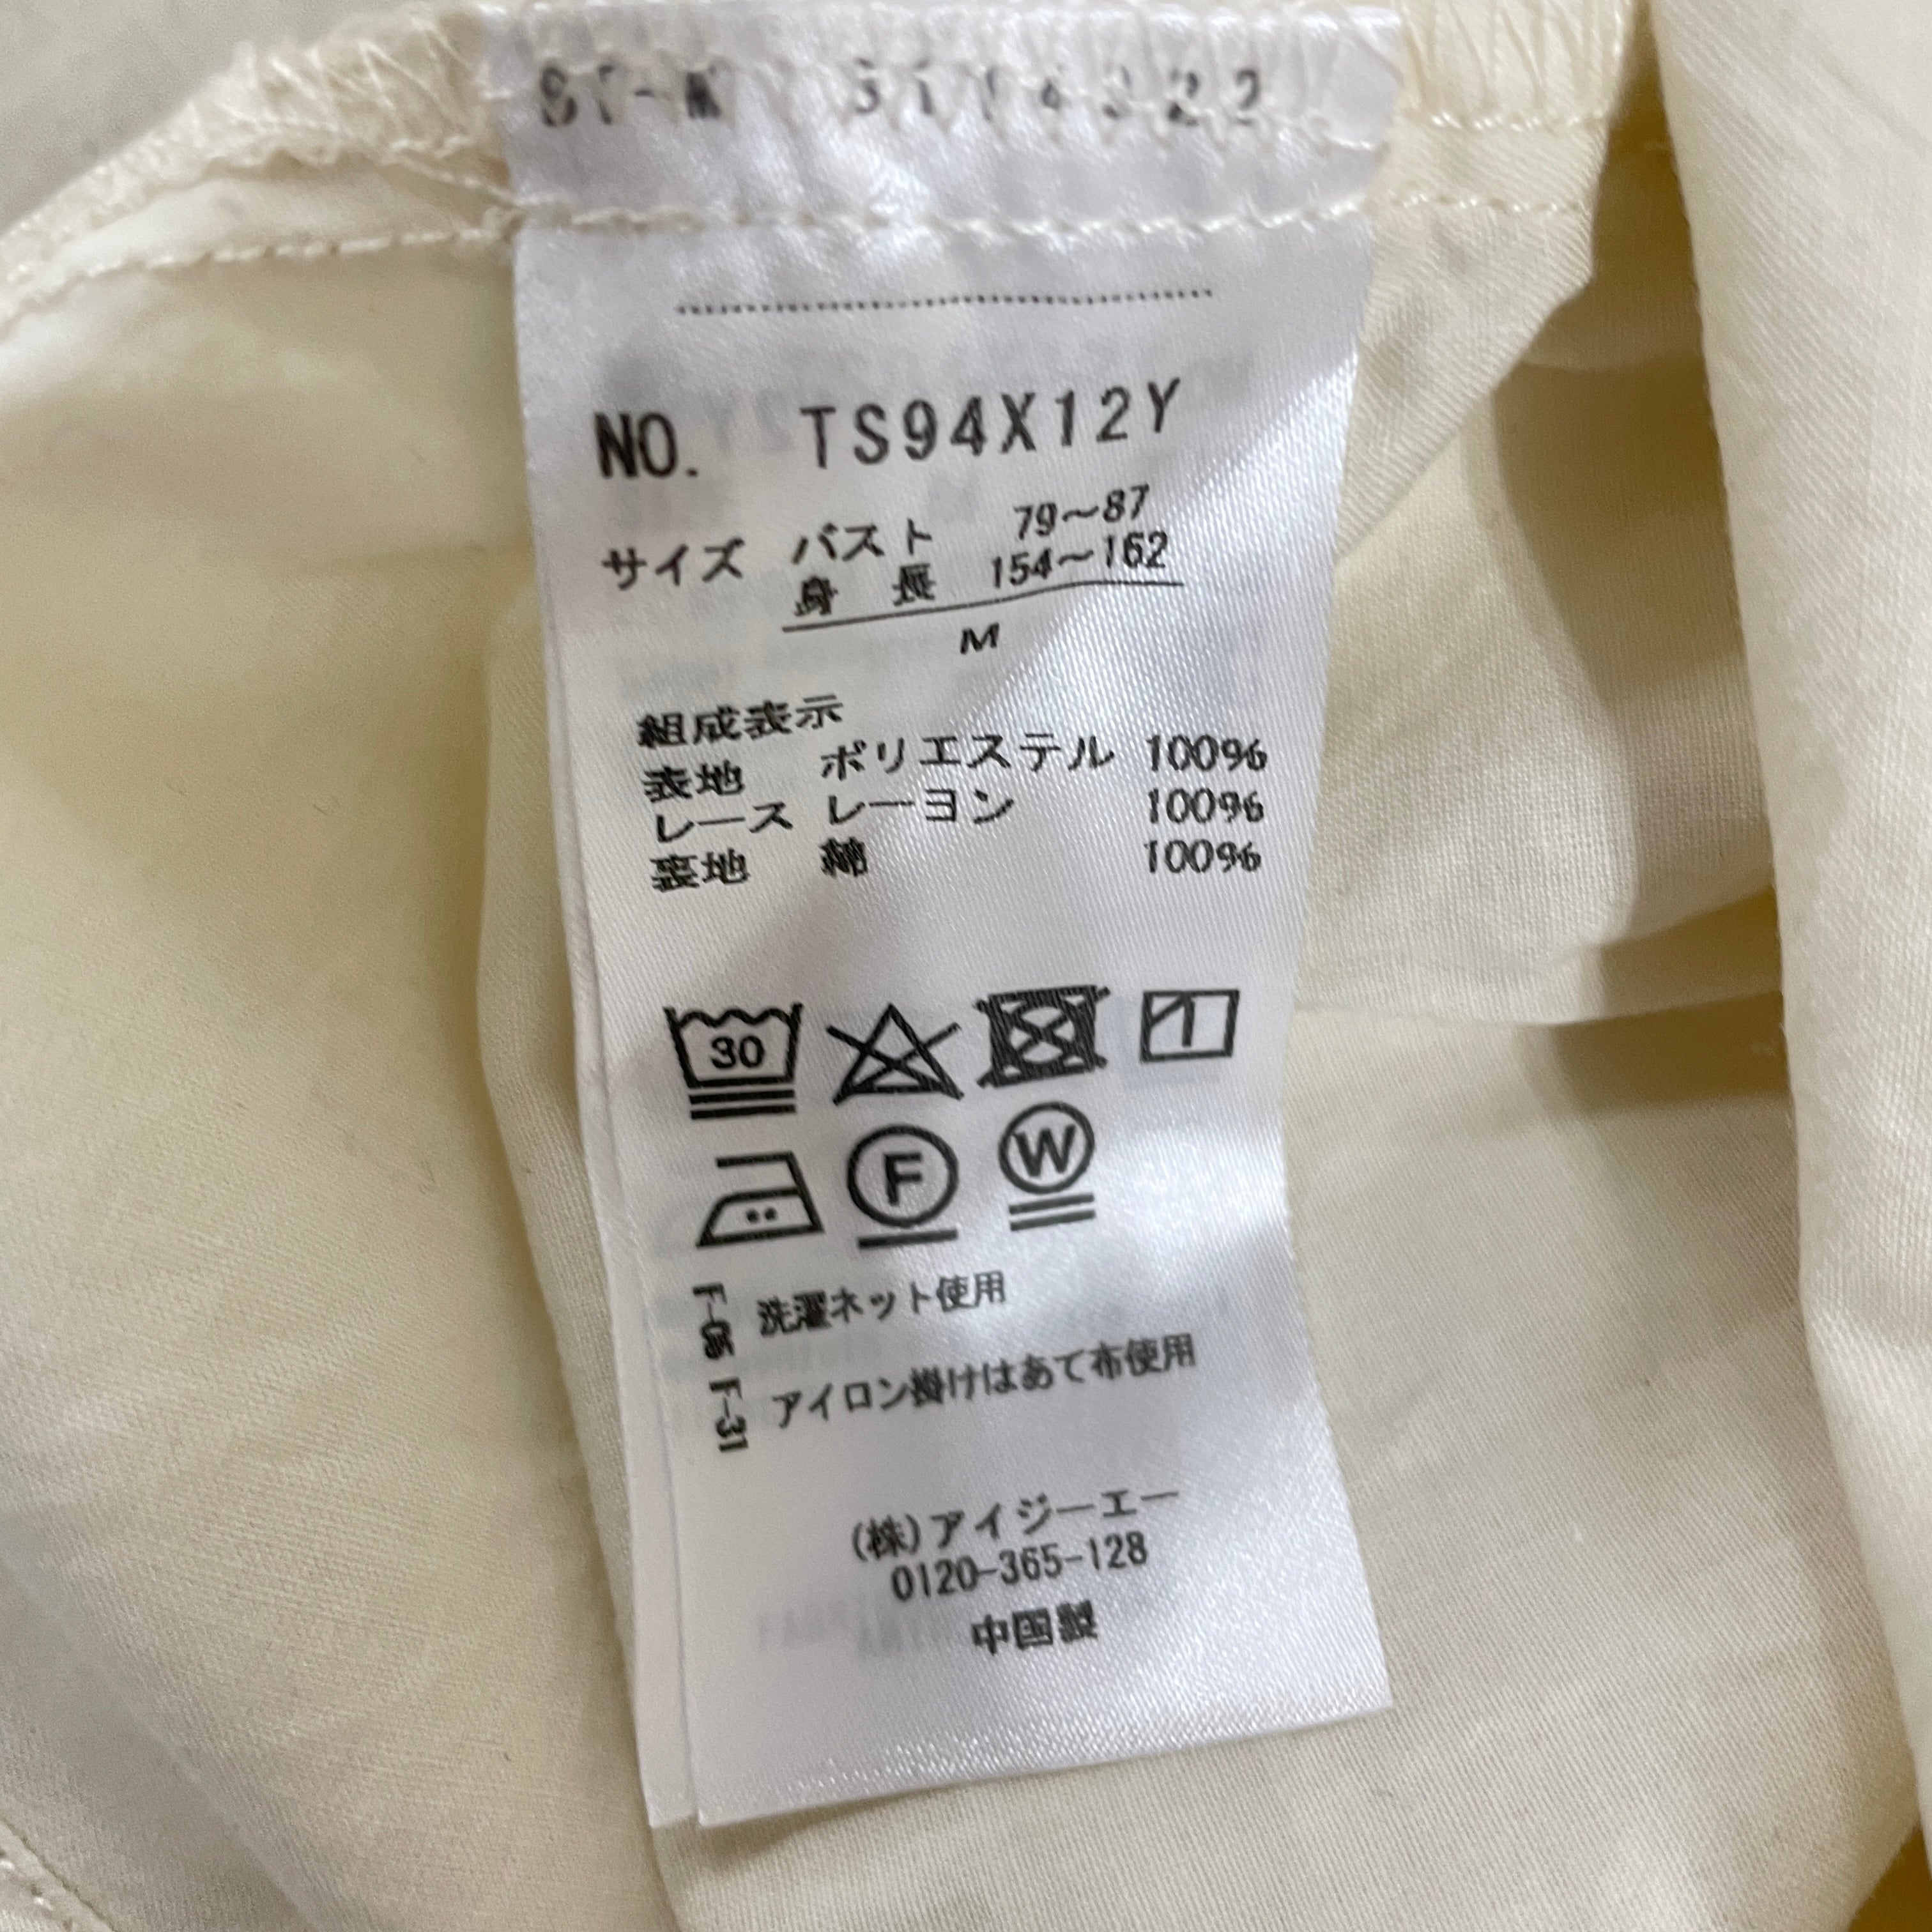 NO. TS94X12Y
サイズ バスト 79〜87
身長 154〜162
M
組成表示
表地 ポリエステル 100%
レース レーヨン 100%
裏地 綿 100%
30
F W
F-06 洗濯ネット使用
F-31 アイロン掛けはあて布使用
(株)アイジーエー
0120-365-128
中国製